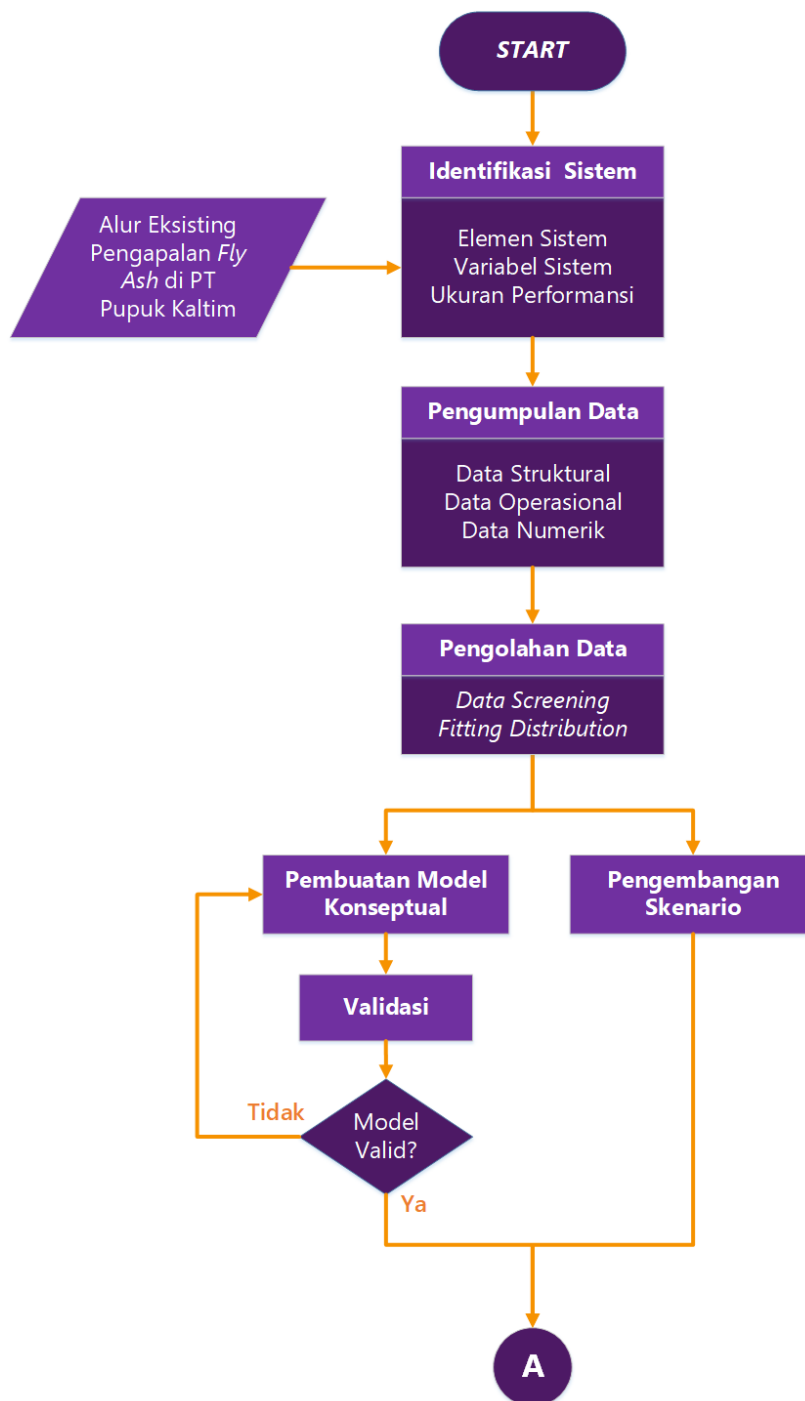 START
Identifikasi Sistem
Alur Eksisting
Pengapalan Fly
Ash di PT
Pupuk Kaltim
Elemen Sistem
Variabel Sistem
Ukuran Performansi
Pengumpulan Data
Data Struktural
Data Operasional
Data Numerik
Pengolahan Data
Data Screening
Fitting Distribution
Pembuatan Model
Konseptual
Pengembangan
Skenario
Validasi
Tidak
Model
Valid?
Ya
A